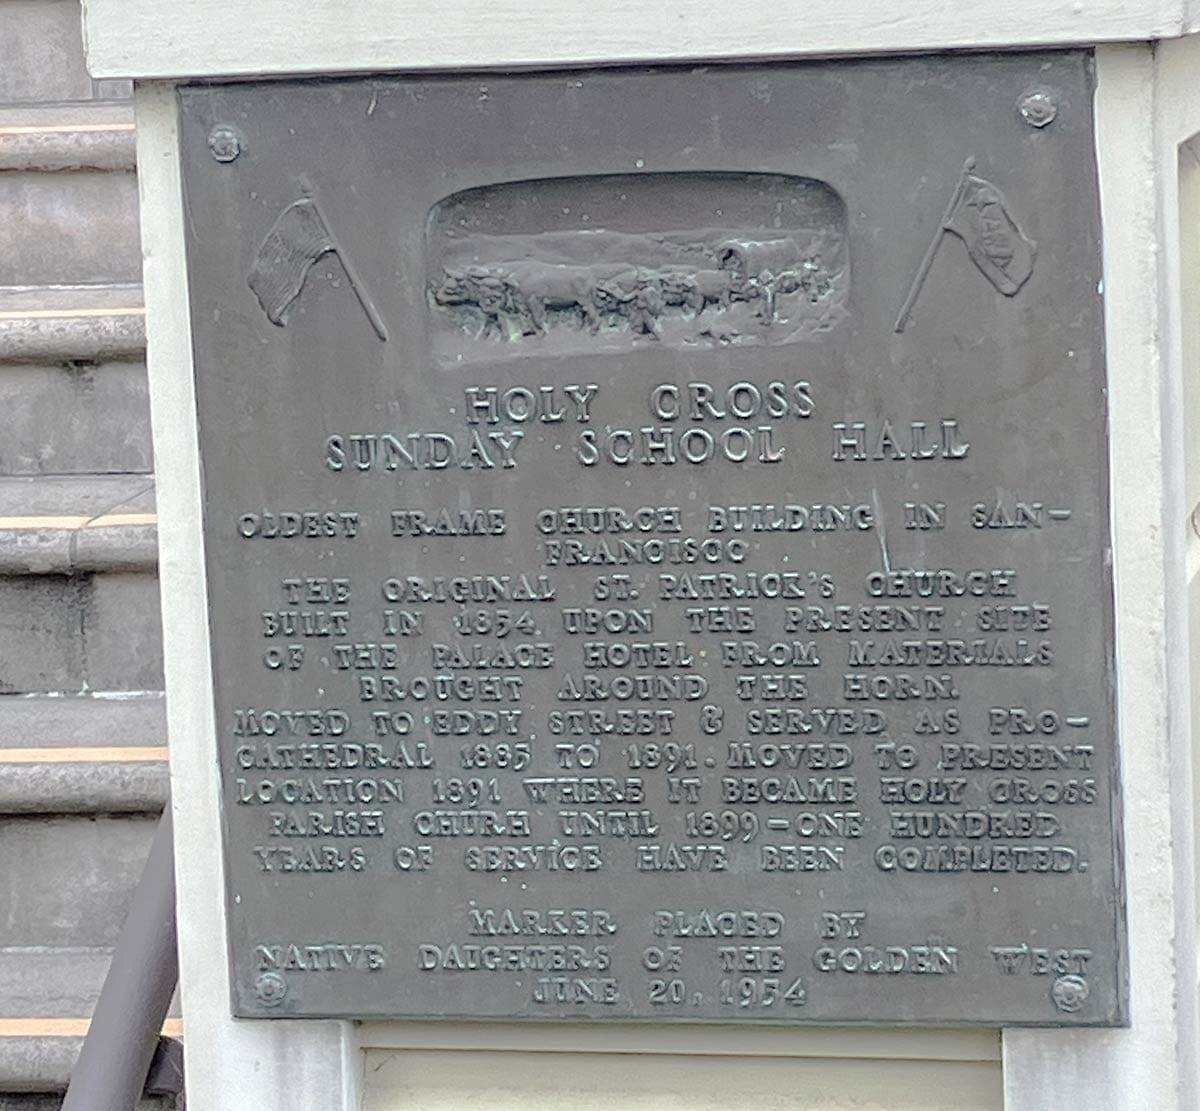 HOLY CROSS
SUNDAY SCHOOL HALL
OLDEST FRAME CHURCH BUILDING IN SAN-
FRANCISCO
THE ORIGINAL ST. PATRICK'S CHURCH
BUILT IN 1854 UPON THE PRESENT SITE
OF THE PALACE HOTEL FROM MATERIALS
BROUGHT AROUND THE HORN.
MOVED TO EDDY STREET & SERVED AS PRO-
CATHEDRAL 1885 TO 1891. MOVED TO PRESENT
LOCATION 1891 WHERE IT BECAME HOLY CROSS
PARISH CHURH UNTIL 1899-ONE HUNDRED
YEARS OF SERVICE HAVE BEEN COMPLETED.
MARKER PLACED BY
NATIVE DAUGHTERS OF THE GOLDEN WEST
JUNE 20, 1954